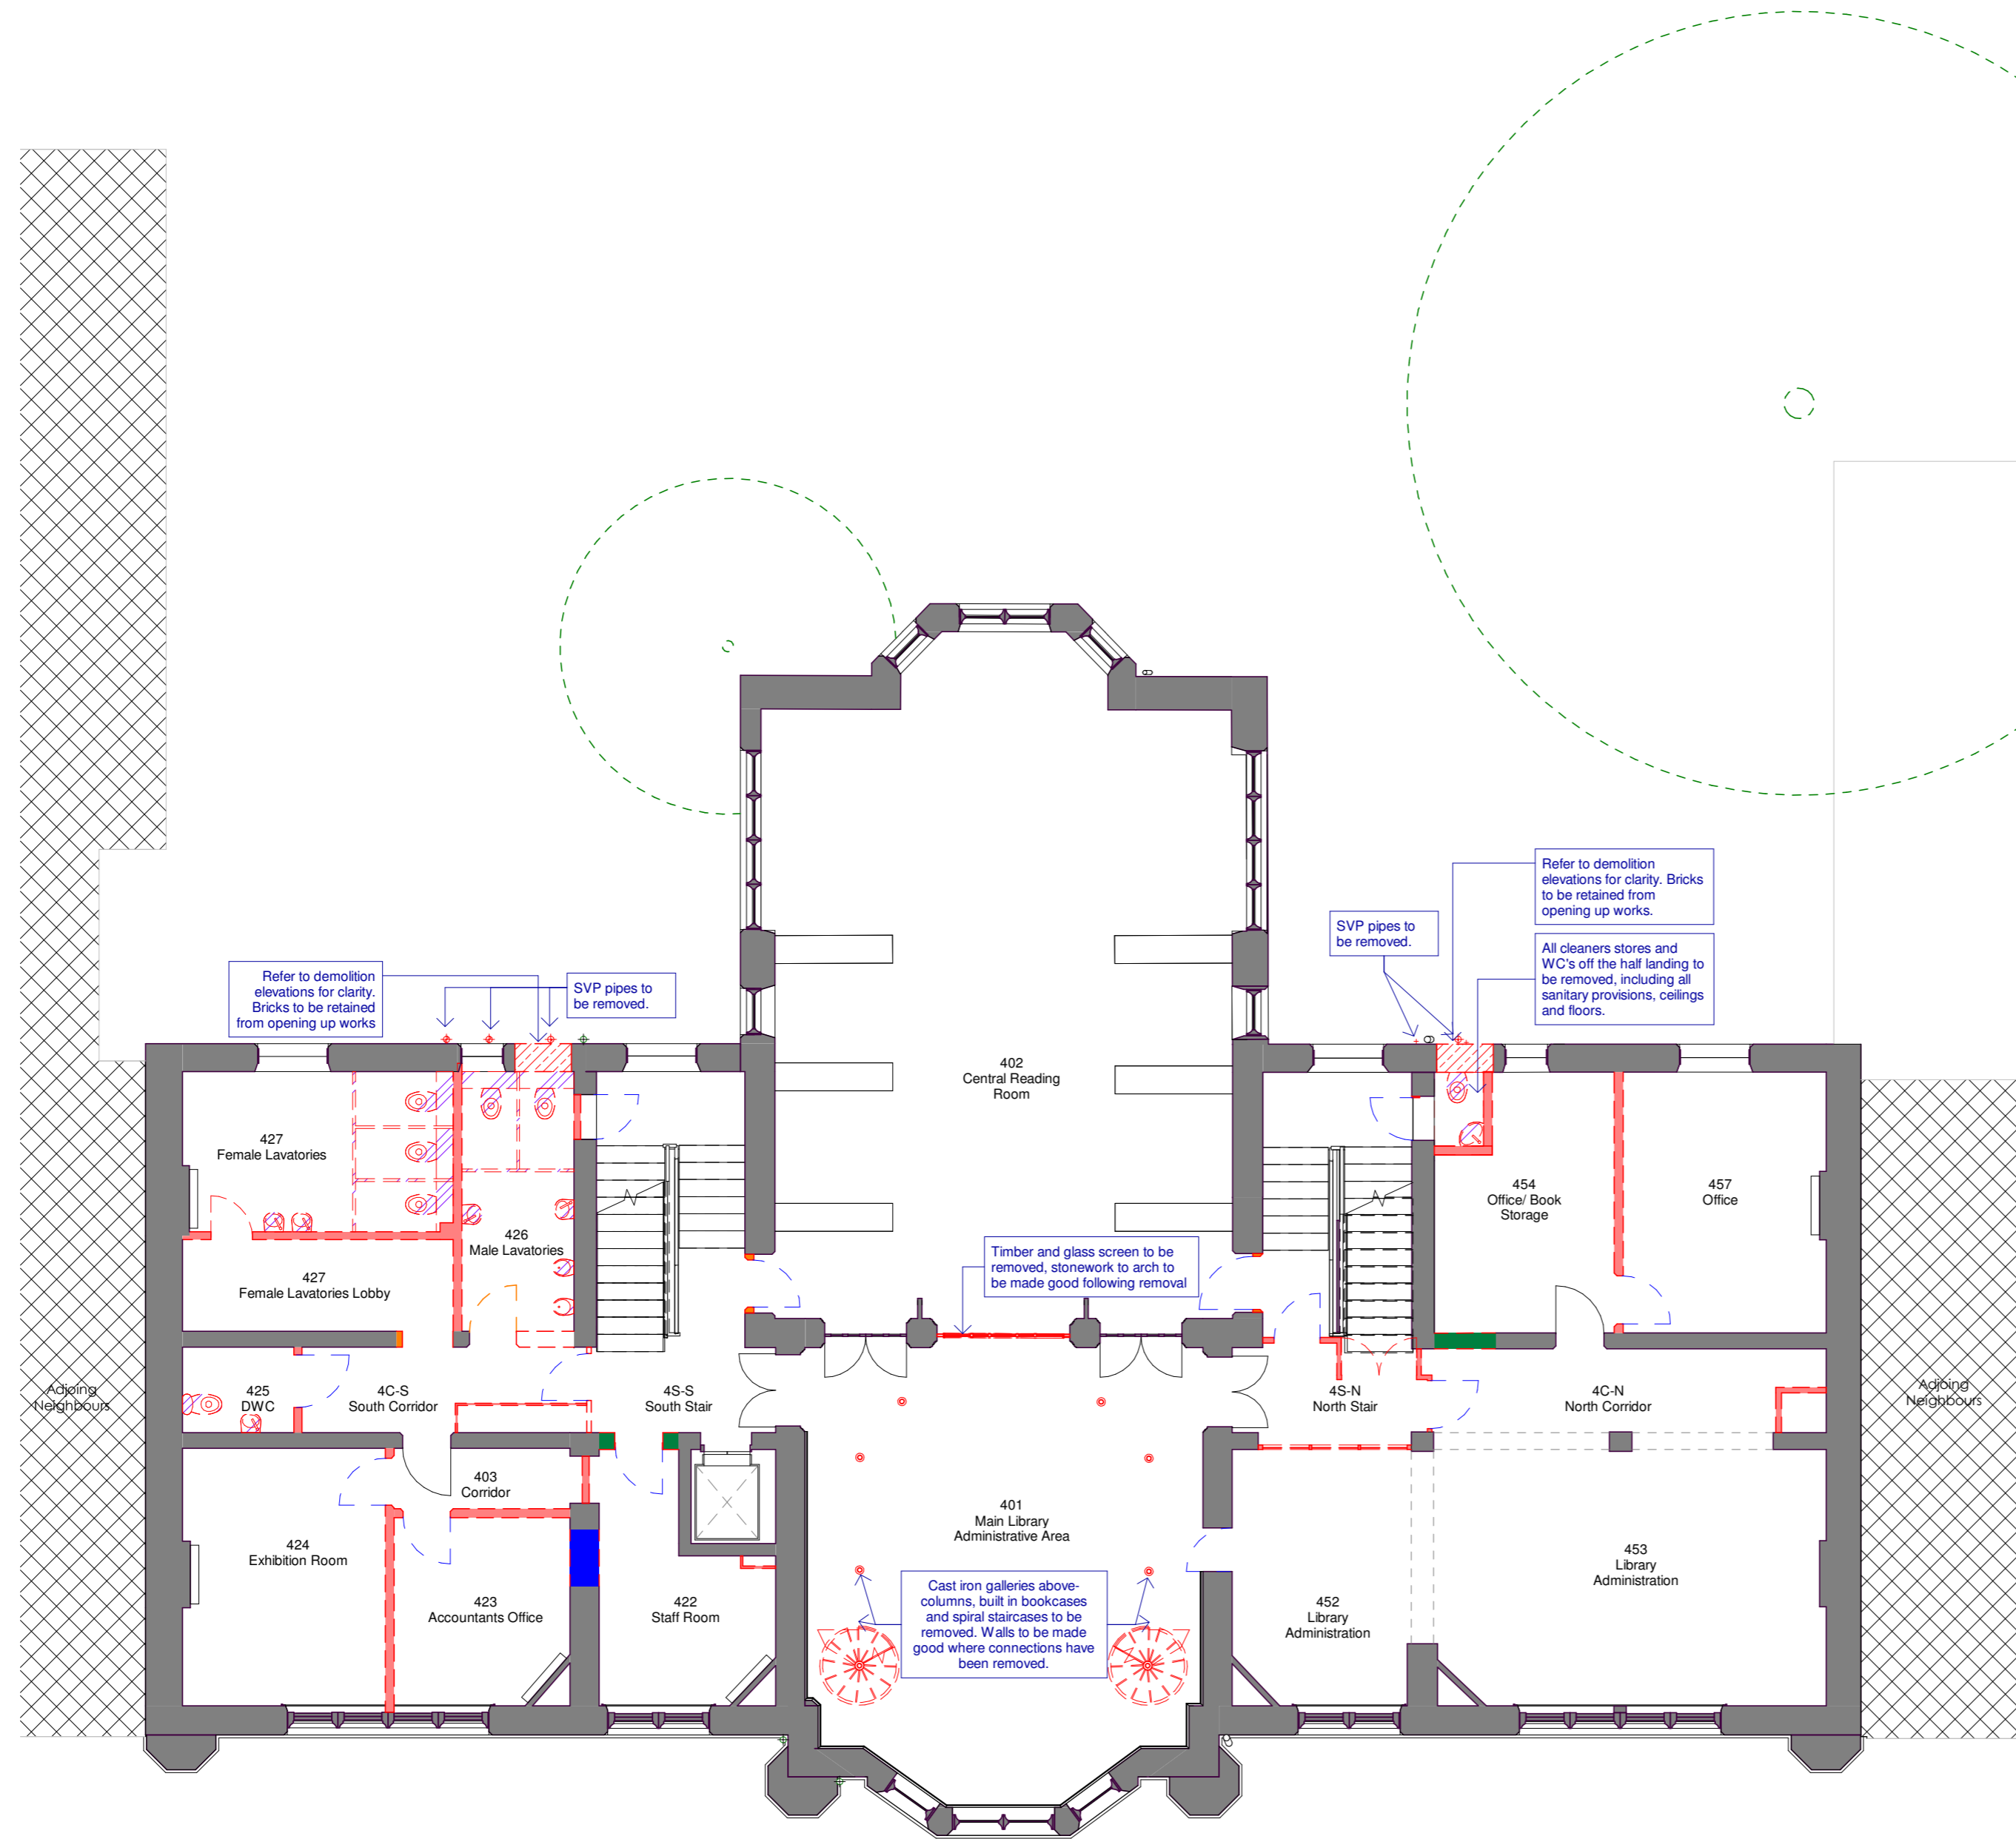 Refer to demolition
elevations for clarity. Bricks
to be retained from
opening up works.
SVP pipes to
be removed.
All cleaners stores and
WC's off the half landing to
be removed, including all
sanitary provisions, ceilings
and floors.
Refer to demolition
elevations for clarity.
Bricks to be retained
from opening up works
SVP pipes to
be removed.
402
Central Reading
Room
427
Female Lavatories
426
Male Lavatories
427
Female Lavatories Lobby
Timber and glass screen to be
removed, stonework to arch to
be made good following removal
454
Office/ Book
Storage
457
Office
Adjoing
Neighbours
425
DWC
4C-S
South Corridor
4S-S
South Stair
4S-N
North Stair
4C-N
North Corridor
Adjoing
Neighbours
403
Corridor
401
Main Library
Administrative Area
424
Exhibition Room
423
Accountants Office
422
Staff Room
Cast iron galleries above-
columns, built in bookcases
and spiral staircases to be
removed. Walls to be made
good where connections have
been removed.
452
Library
Administration
453
Library
Administration